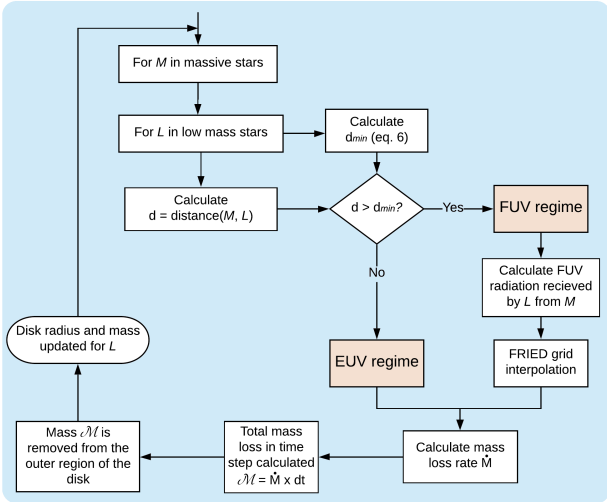 For M in massive stars
For L in low mass stars
Calculate
dmin (eq. 6)
Calculate
d = distance(M, L)
d > dmin?
Yes
FUV regime
No
Calculate FUV
radiation recieved
by L from M
Disk radius and mass
updated for L
EUV regime
FRIED grid
interpolation
Mass ℳ is
removed from the
outer region of the
disk
Total mass
loss in time
step calculated
ℳ = Ṁ x dt
Calculate mass
loss rate Ṁ